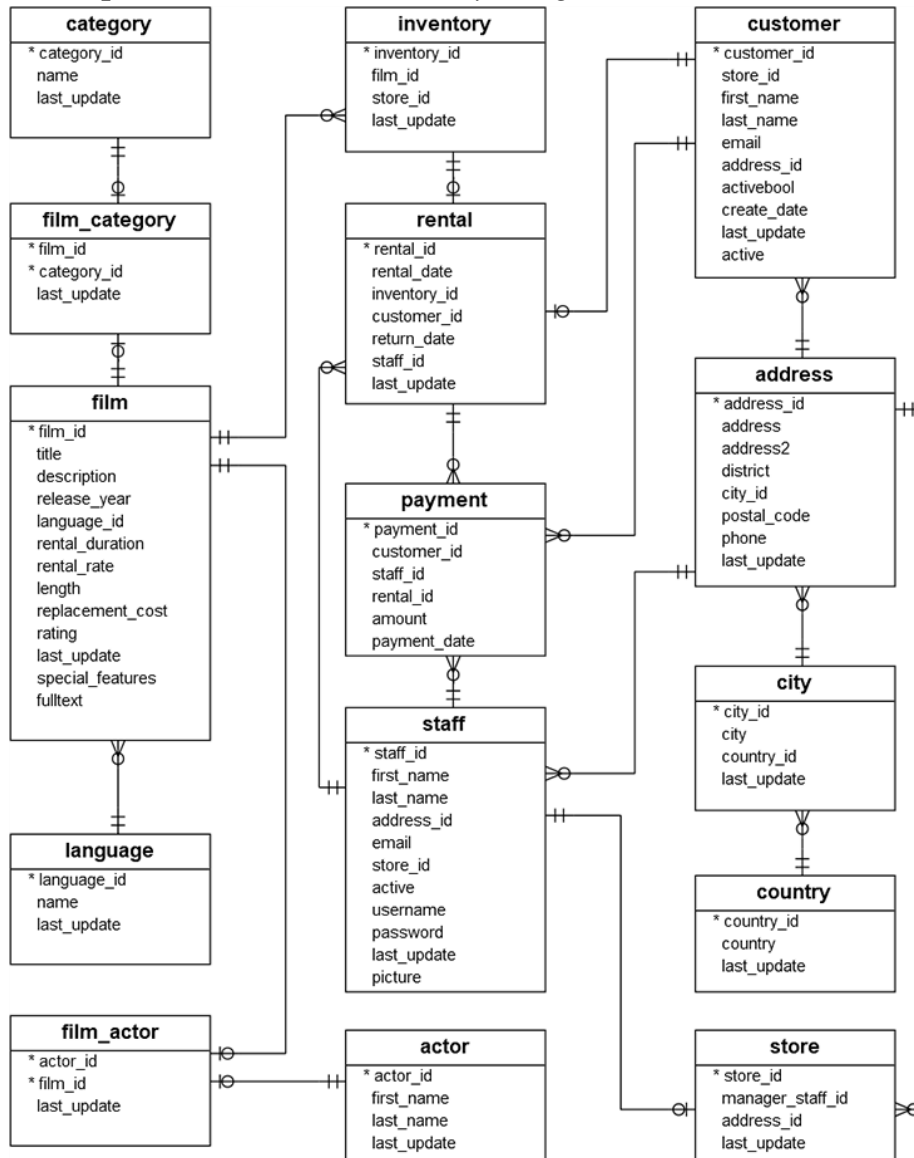 category
* category_id
name
last_update
film_category
* film_id
* category_id
last_update
film
* film_id
title
description
release_year
language_id
rental_duration
rental_rate
length
replacement_cost
rating
last_update
special_features
fulltext
language
* language_id
name
last_update
film_actor
* actor_id
* film_id
last_update
inventory
* inventory_id
film_id
store_id
last_update
rental
* rental_id
rental_date
inventory_id
customer_id
return_date
staff_id
last_update
payment
* payment_id
customer_id
staff_id
rental_id
amount
payment_date
staff
* staff_id
first_name
last_name
address_id
email
store_id
active
username
password
last_update
picture
actor
* actor_id
first_name
last_name
last_update
customer
* customer_id
store_id
first_name
last_name
email
address_id
activebool
create_date
last_update
active
address
* address_id
address
address2
district
city_id
postal_code
phone
last_update
city
* city_id
city
country_id
last_update
country
* country_id
country
last_update
store
* store_id
manager_staff_id
address_id
last_update